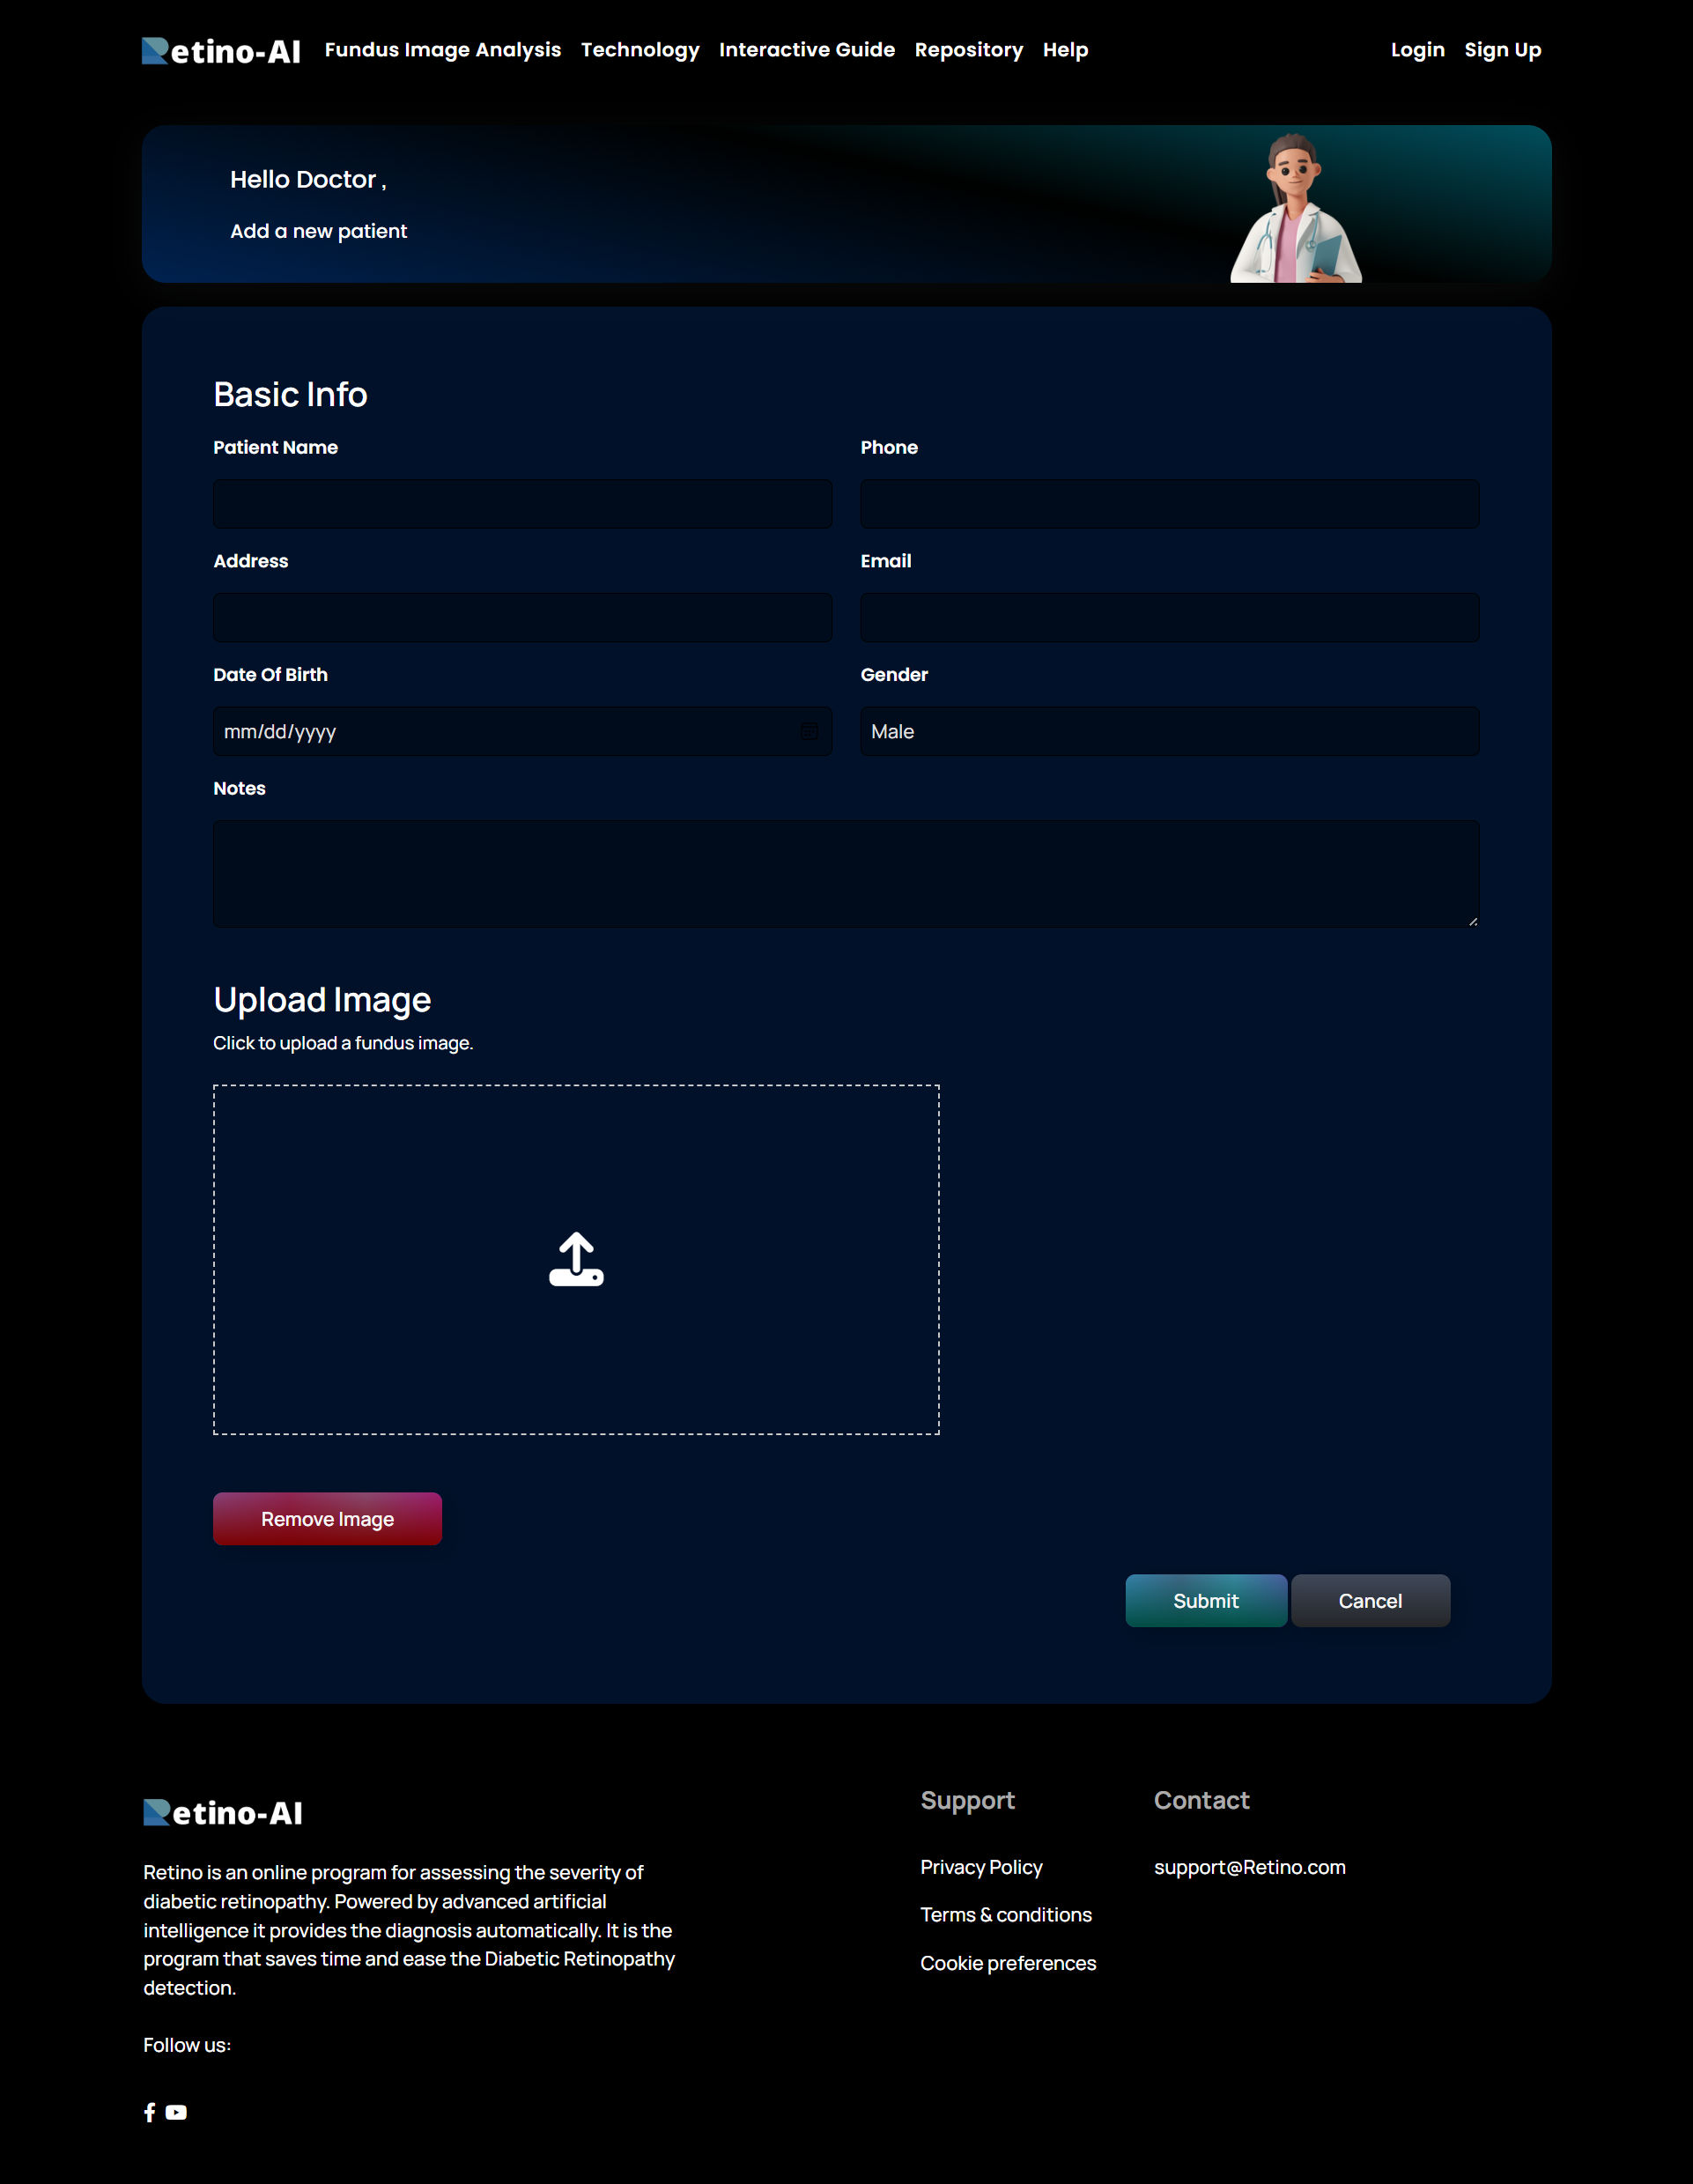 Retino-AI Fundus Image Analysis Technology Interactive Guide Repository Help Login Sign Up
Hello Doctor ,
Add a new patient
Basic Info
Patient Name Phone
Address Email
Date Of Birth Gender
mm/dd/yyyy Male
Notes
Upload Image
Click to upload a fundus image.
Remove Image
Submit Cancel
Retino-AI
Retino is an online program for assessing the severity of
diabetic retinopathy. Powered by advanced artificial
intelligence it provides the diagnosis automatically. It is the
program that saves time and ease the Diabetic Retinopathy
detection.
Follow us:
Support
Privacy Policy
Terms & conditions
Cookie preferences
Contact
support@Retino.com